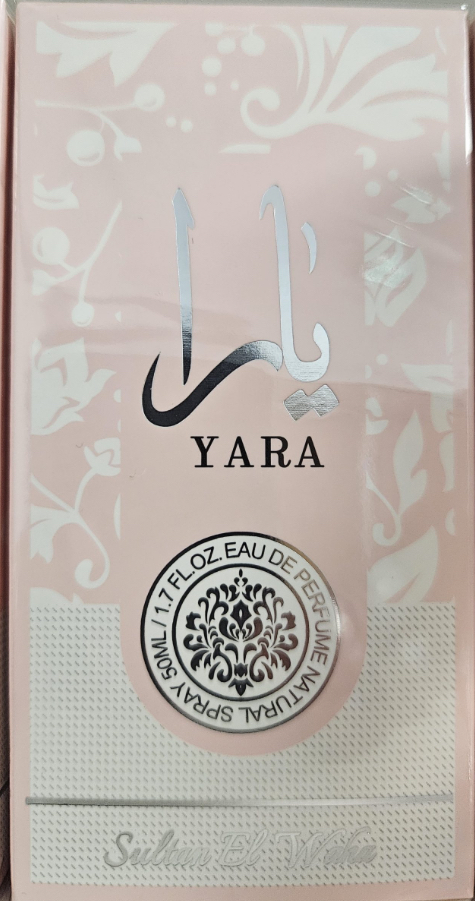 يارا
YARA
50ML / 1.7 FL.OZ. EAU DE PERFUME NATURAL SPRAY
Sultan El Waha